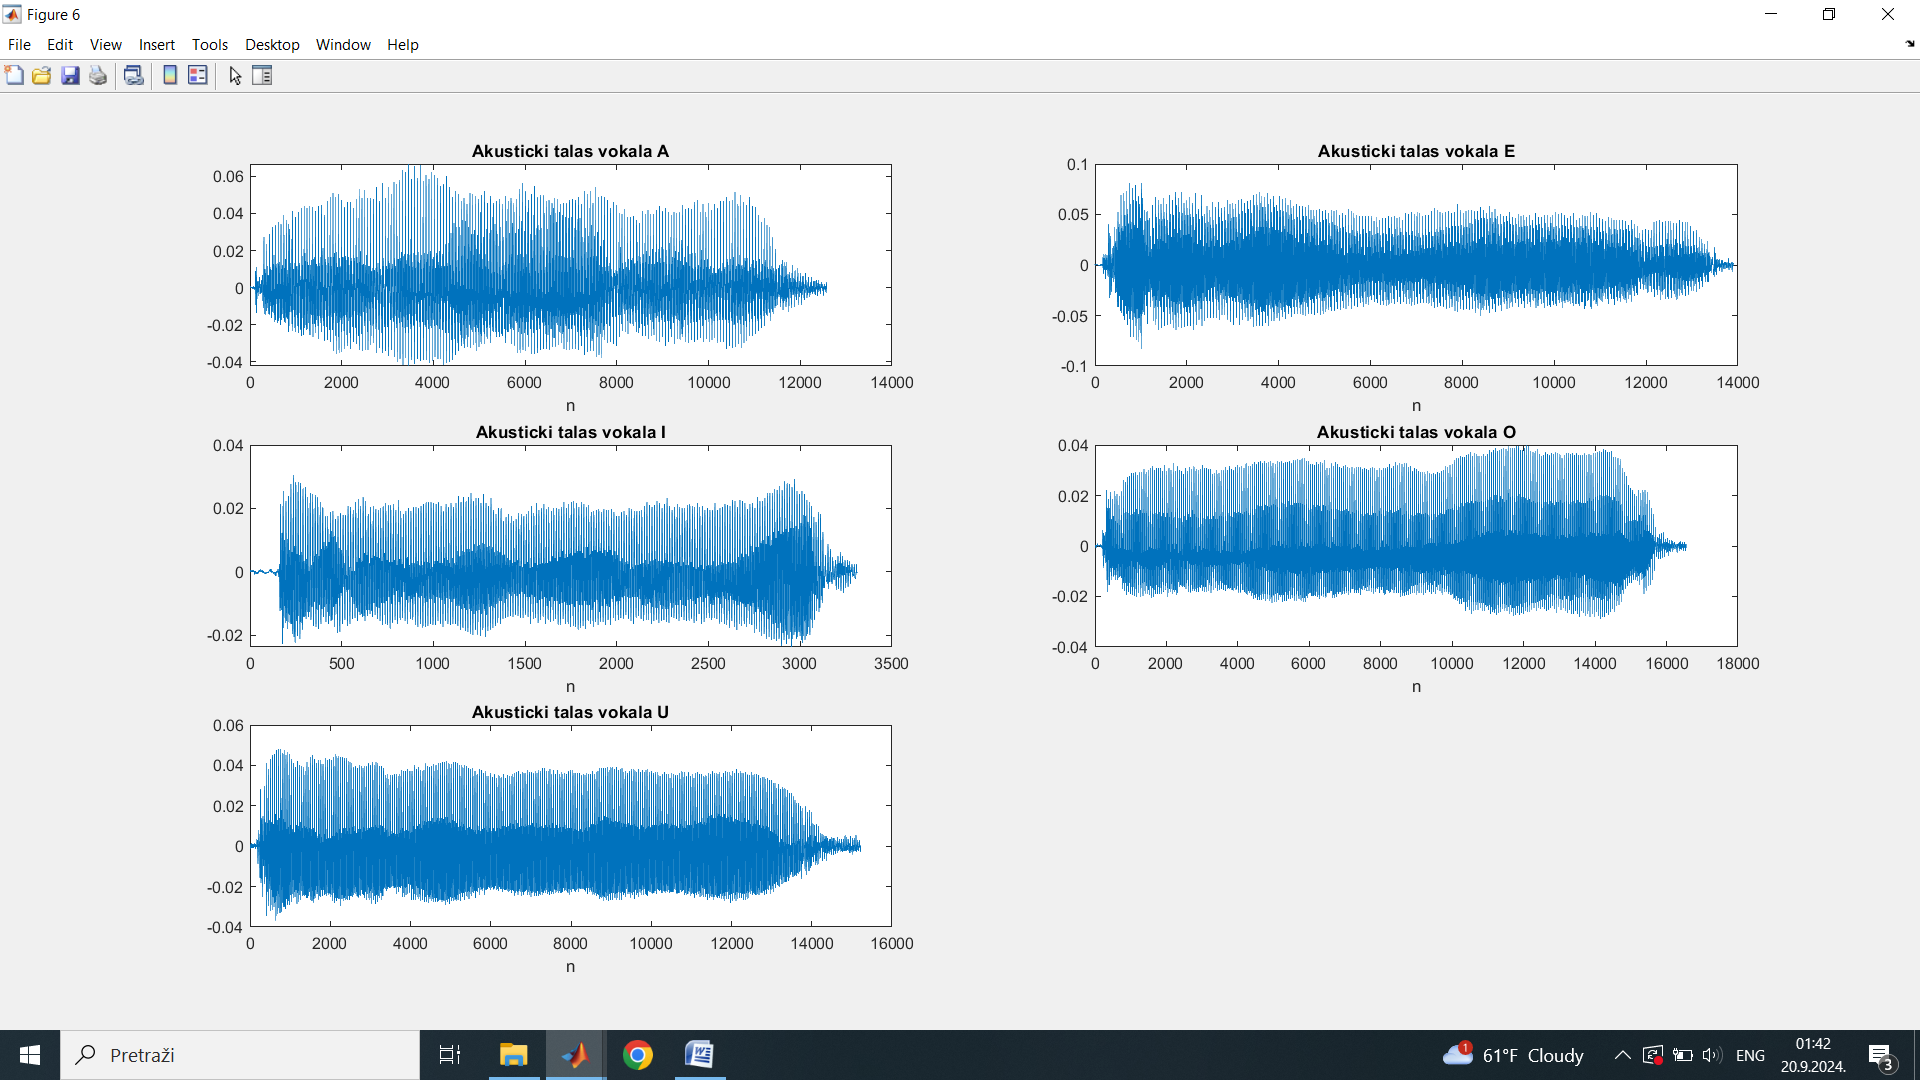 Figure 6
File Edit View Insert Tools Desktop Window Help
Akusticki talas vokala A
0.06
0.04
0.02
0
-0.02
-0.04
0 2000 4000 6000 8000 10000 12000 14000
n
Akusticki talas vokala E
0.1
0.05
0
-0.05
-0.1
0 2000 4000 6000 8000 10000 12000 14000
n
Akusticki talas vokala I
0.04
0.02
0
-0.02
0 500 1000 1500 2000 2500 3000 3500
n
Akusticki talas vokala O
0.04
0.02
0
-0.02
-0.04
0 2000 4000 6000 8000 10000 12000 14000 16000 18000
n
Akusticki talas vokala U
0.06
0.04
0.02
0
-0.02
-0.04
0 2000 4000 6000 8000 10000 12000 14000 16000
n
Pretraži
W
1
61°F Cloudy
ENG
01:42
20.9.2024.
3